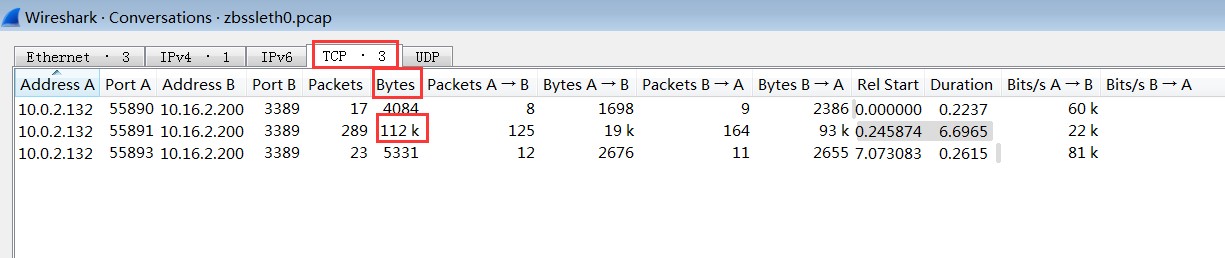 Wireshark · Conversations · zbssleth0.pcap
Ethernet · 3 IPv4 · 1 IPv6 TCP · 3 UDP
Address A Port A Address B Port B Packets Bytes Packets A → B Bytes A → B Packets B → A Bytes B → A Rel Start Duration Bits/s A → B Bits/s B → A
10.0.2.132 55890 10.16.2.200 3389 17 4084 8 1698 9 2386 0.000000 0.2237 60 k
10.0.2.132 55891 10.16.2.200 3389 289 112 k 125 19 k 164 93 k 0.245874 6.6965 22 k
10.0.2.132 55893 10.16.2.200 3389 23 5331 12 2676 11 2655 7.073083 0.2615 81 k